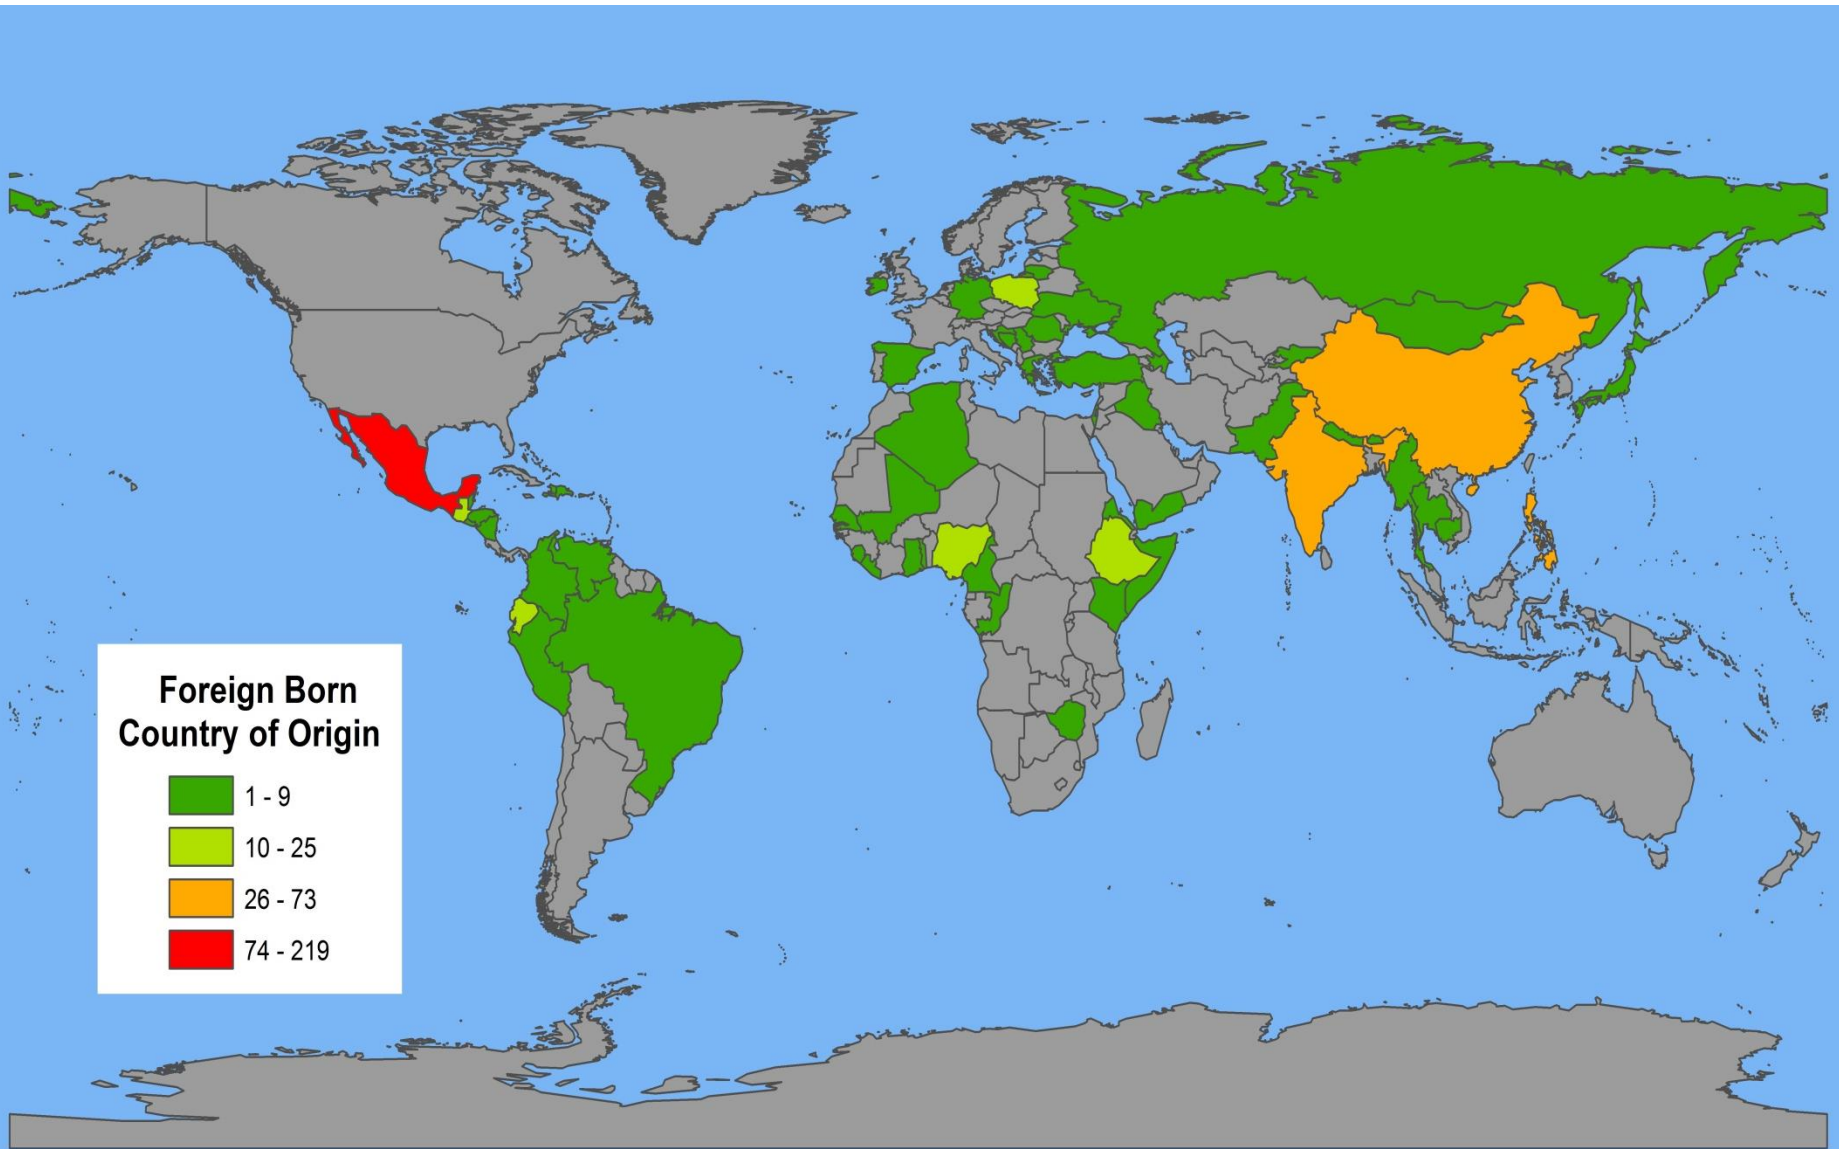 Foreign Born
Country of Origin
1 - 9
10 - 25
26 - 73
74 - 219